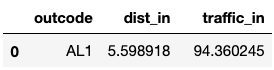 outcode dist_in traffic_in
0 AL1 5.598918 94.360245